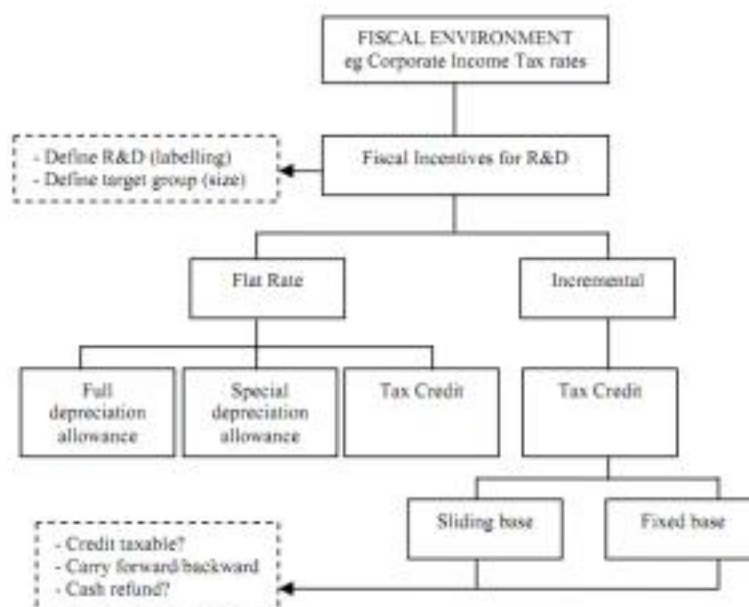 FISCAL ENVIRONMENT
eg Corporate Income Tax rates
- Define R&D (labelling)
- Define target group (size)
Fiscal Incentives for R&D
Flat Rate
Incremental
Full
depreciation
allowance
Special
depreciation
allowance
Tax Credit
Tax Credit
Sliding base
Fixed base
- Credit taxable?
- Carry forward/backward
- Cash refund?